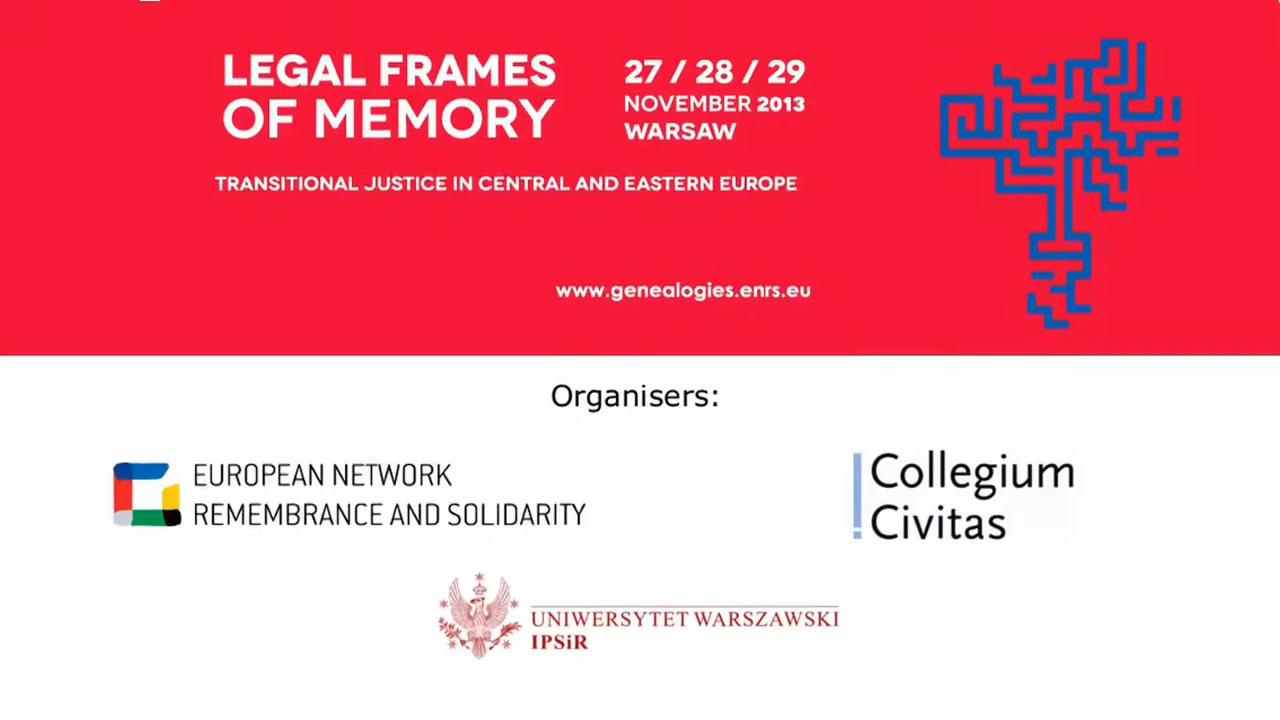 LEGAL FRAMES
OF MEMORY
27 / 28 / 29
NOVEMBER 2013
WARSAW
TRANSITIONAL JUSTICE IN CENTRAL AND EASTERN EUROPE
www.genealogies.enrs.eu
Organisers:
EUROPEAN NETWORK
REMEMBRANCE AND SOLIDARITY
Collegium
Civitas
UNIWERSYTET WARSZAWSKI
IPSiR